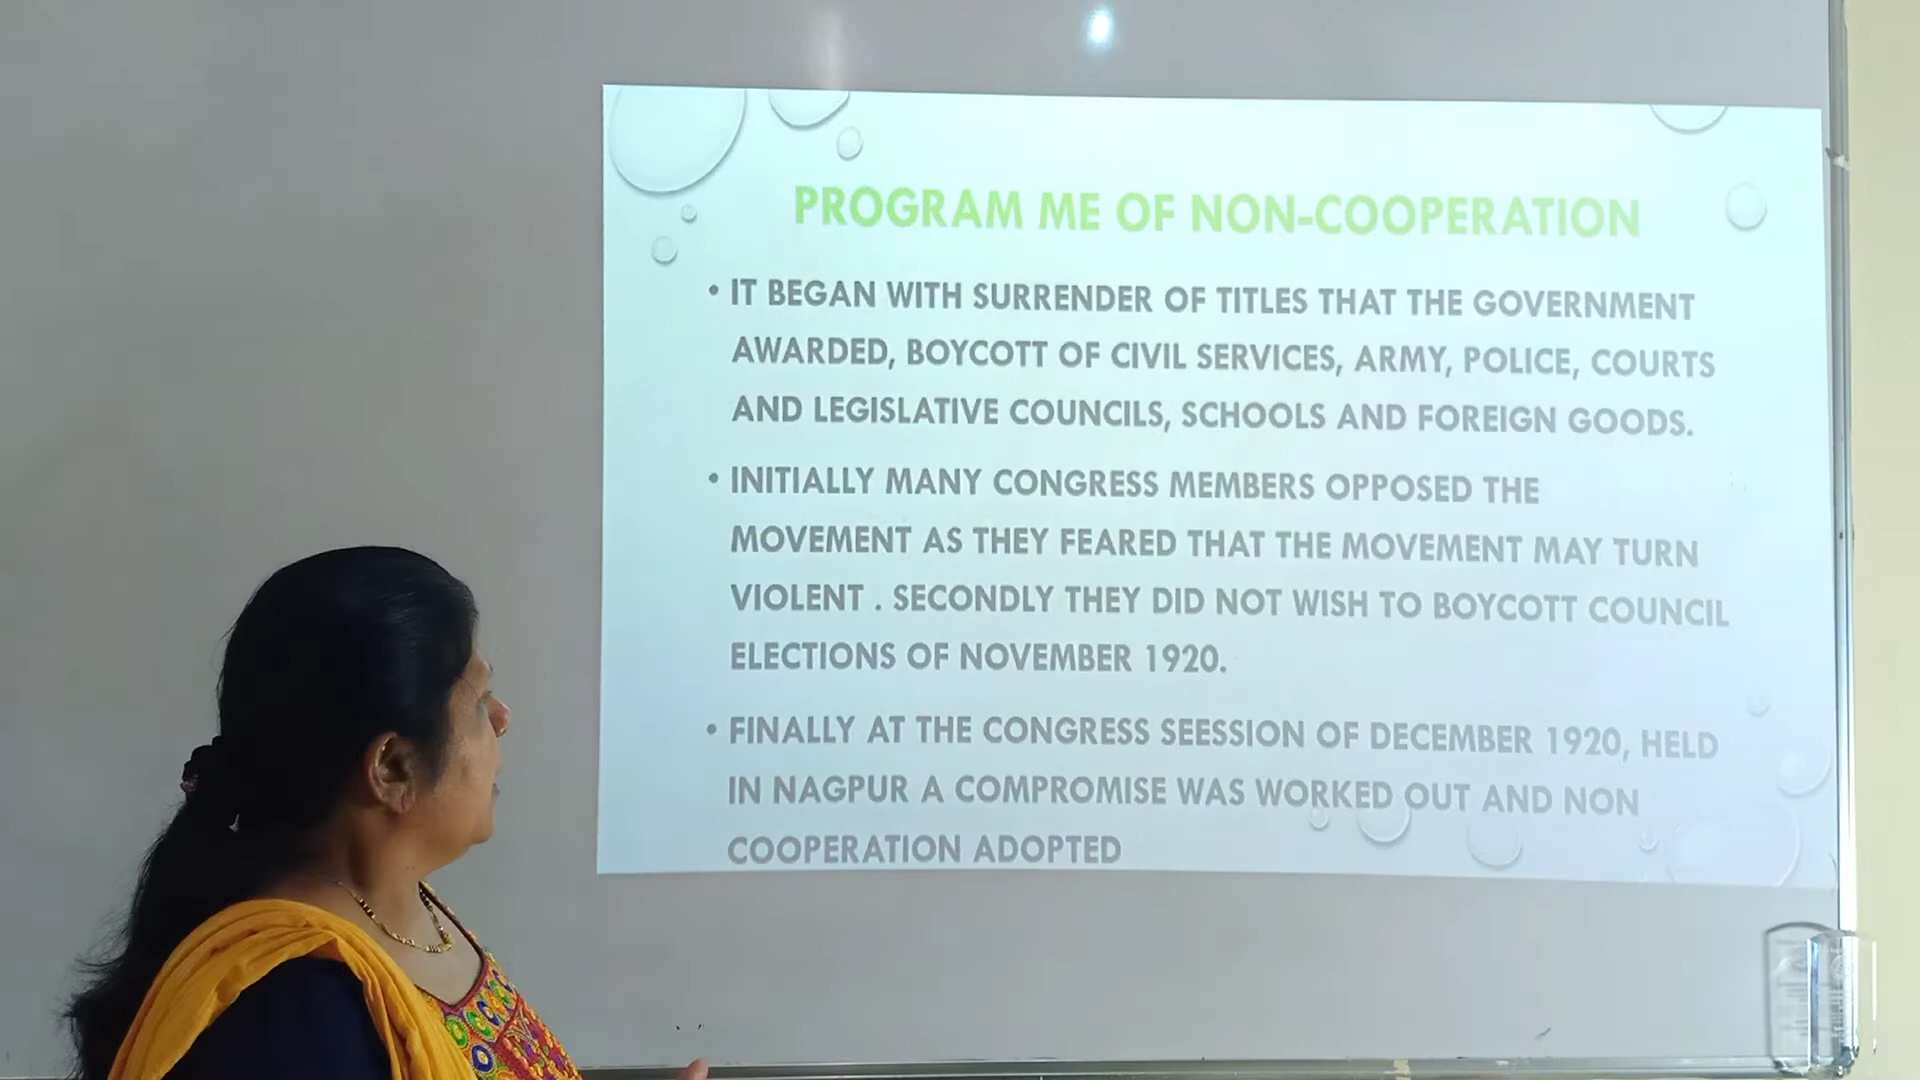 PROGRAM ME OF NON-COOPERATION
• IT BEGAN WITH SURRENDER OF TITLES THAT THE GOVERNMENT
AWARDED, BOYCOTT OF CIVIL SERVICES, ARMY, POLICE, COURTS
AND LEGISLATIVE COUNCILS, SCHOOLS AND FOREIGN GOODS.
• INITIALLY MANY CONGRESS MEMBERS OPPOSED THE
MOVEMENT AS THEY FEARED THAT THE MOVEMENT MAY TURN
VIOLENT . SECONDLY THEY DID NOT WISH TO BOYCOTT COUNCIL
ELECTIONS OF NOVEMBER 1920.
• FINALLY AT THE CONGRESS SEESSION OF DECEMBER 1920, HELD
IN NAGPUR A COMPROMISE WAS WORKED OUT AND NON
COOPERATION ADOPTED